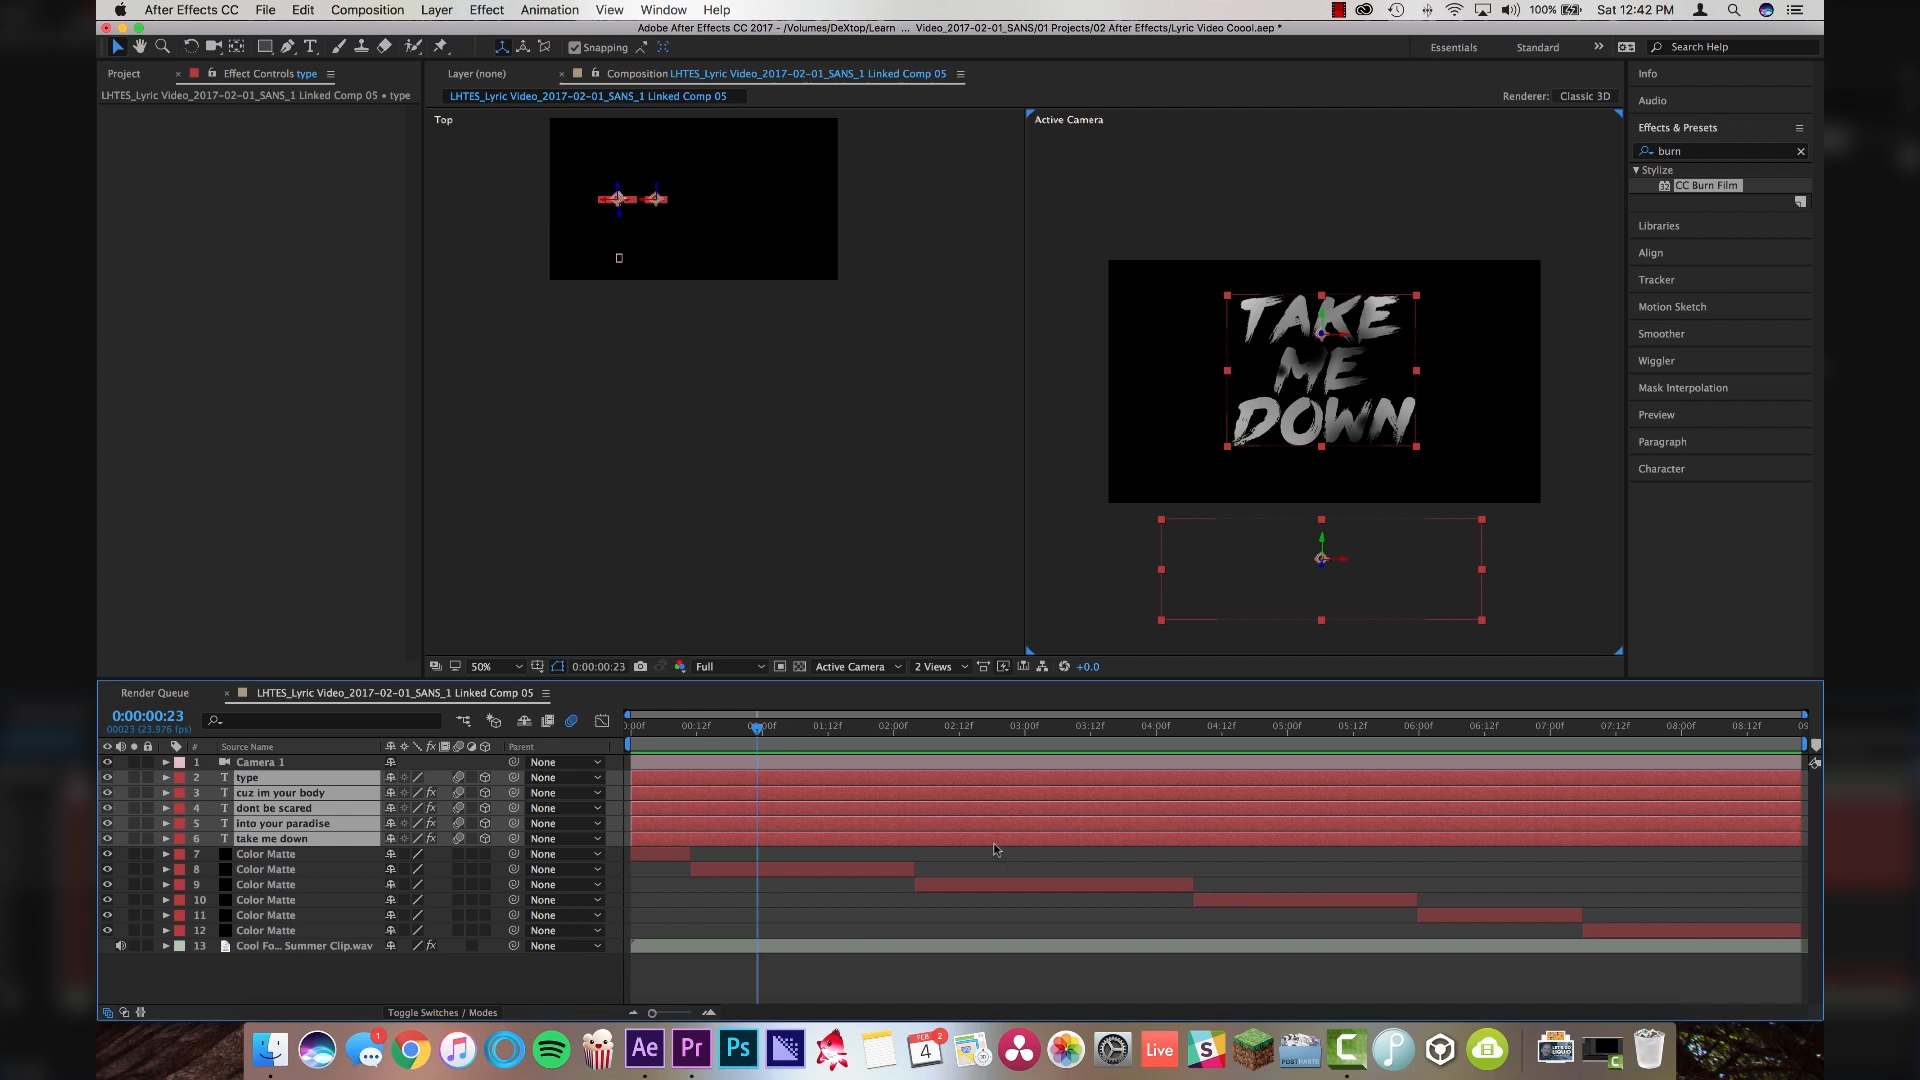 After Effects CC File Edit Composition Layer Effect Animation View Window Help 100% Sat 12:42 PM
Adobe After Effects CC 2017 - /Volumes/DeXtop/Learn ... Video_2017-02-01_SANS/01 Projects/02 After Effects/Lyric Video Coool.aep *
Snapping Essentials Standard Search Help
Project Effect Controls type Layer (none) Composition LHTES_Lyric Video_2017-02-01_SANS_1 Linked Comp 05 Info
LHTES_Lyric Video_2017-02-01_SANS_1 Linked Comp 05 • type LHTES_Lyric Video_2017-02-01_SANS_1 Linked Comp 05 Renderer: Classic 3D
Audio
Top Active Camera
Effects & Presets
burn
Stylize
CC Burn Film
Libraries
Align
Tracker
Motion Sketch
Smoother
Wiggler
Mask Interpolation
Preview
Paragraph
Character
TAKE
ME
DOWN
50% 0:00:00:23 Full Active Camera 2 Views +0.0
Render Queue LHTES_Lyric Video_2017-02-01_SANS_1 Linked Comp 05
0:00:00:23
00023 (23.976 fps)
:00f 00:12f 01:12f 02:00f 02:12f 03:00f 03:12f 04:00f 04:12f 05:00f 05:12f 06:00f 06:12f 07:00f 07:12f 08:00f 08:12f 09
# Source Name fx Parent
1 Camera 1 None
2 T type None
3 T cuz im your body fx None
4 T dont be scared fx None
5 T into your paradise fx None
6 T take me down fx None
7 Color Matte None
8 Color Matte None
9 Color Matte None
10 Color Matte None
11 Color Matte None
12 Color Matte None
13 Cool Fo... Summer Clip.wav fx None
Toggle Switches / Modes
1 Ae Pr Ps FEB 4 2 Live S C P